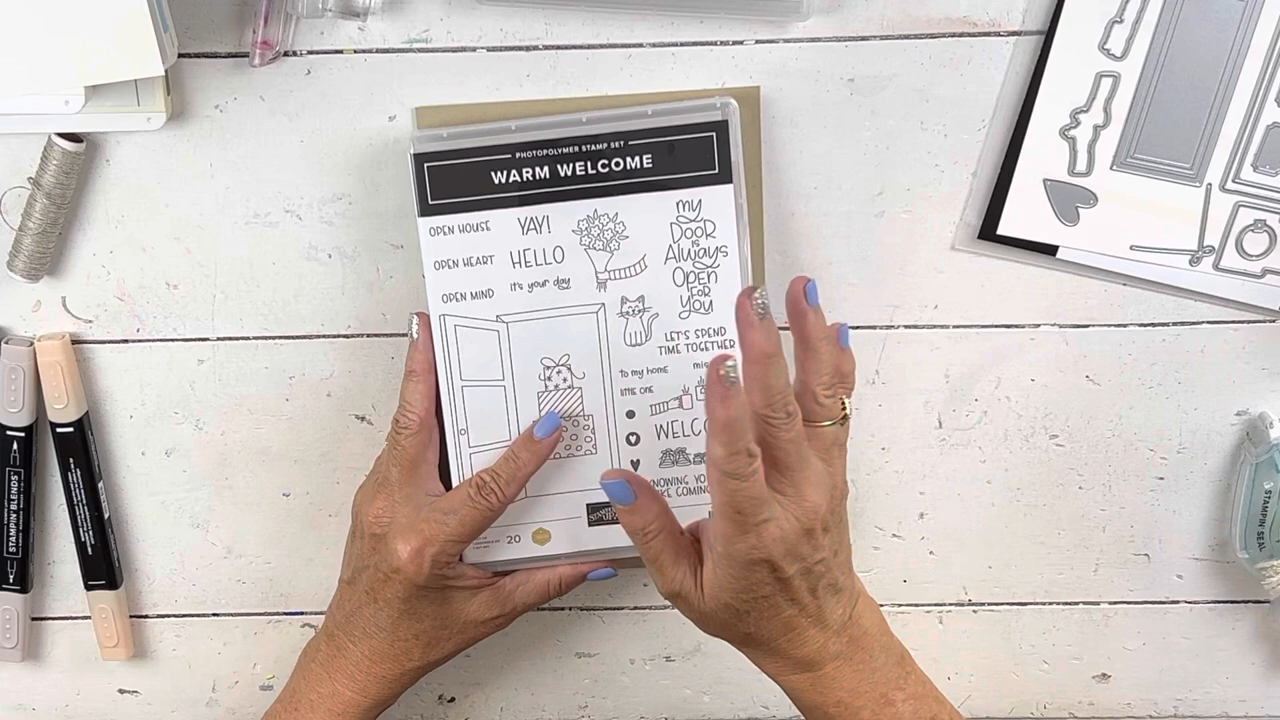 PHOTOPOLYMER STAMP SET
WARM WELCOME
OPEN HOUSE
YAY!
OPEN HEART
HELLO
OPEN MIND
it's your day
my
DOOR
is
Always
OPEN
FOR
YOU
LET'S SPEND
TIME TOGETHER
to my home
little one
20
STAMPIN' BLENDS
STAMPIN' SEAL